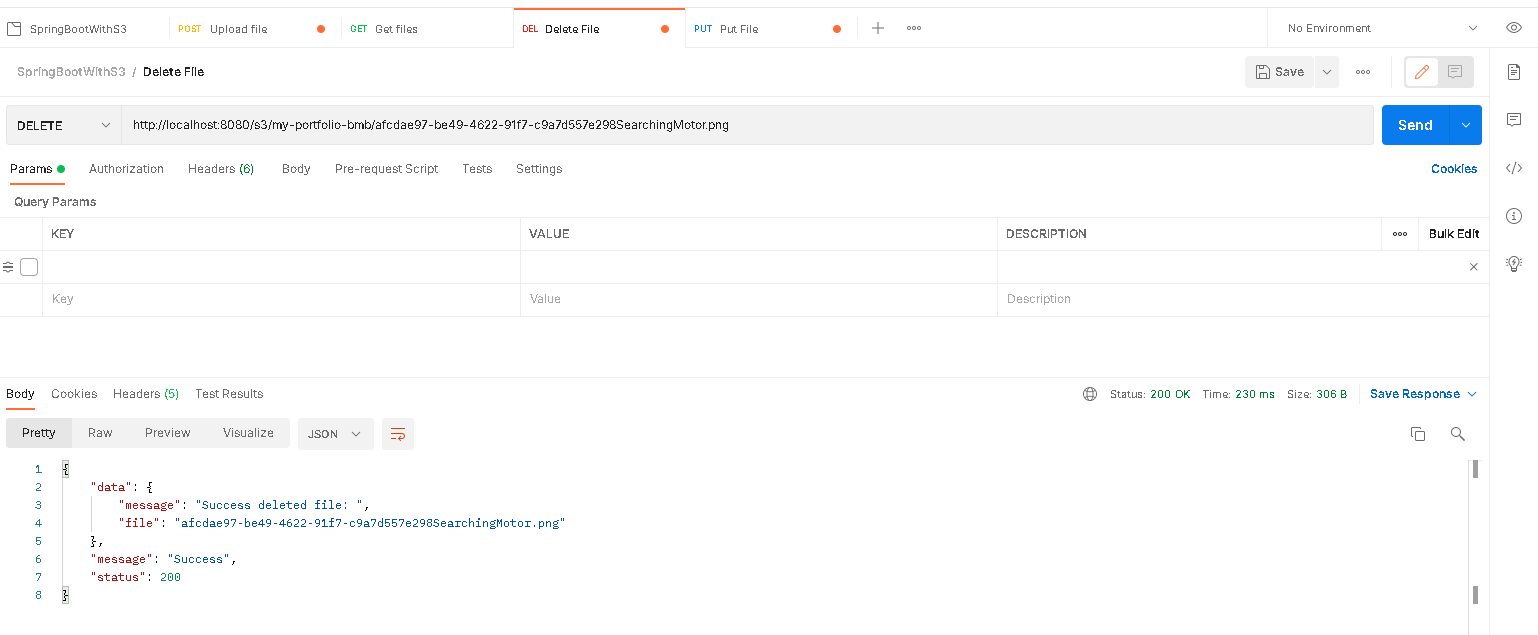 SpringBootWithS3 POST Upload file GET Get files DEL Delete File PUT Put File No Environment
SpringBootWithS3 / Delete File Save
DELETE http://localhost:8080/s3/my-portfolio-bmb/afcdae97-be49-4622-91f7-c9a7d557e298SearchingMotor.png Send
Params Authorization Headers (6) Body Pre-request Script Tests Settings Cookies
Query Params
KEY VALUE DESCRIPTION Bulk Edit
Key Value Description
Body Cookies Headers (5) Test Results Status: 200 OK Time: 230 ms Size: 306 B Save Response
Pretty Raw Preview Visualize JSON
1 {
2 "data": {
3 "message": "Success deleted file: ",
4 "file": "afcdae97-be49-4622-91f7-c9a7d557e298SearchingMotor.png"
5 },
6 "message": "Success",
7 "status": 200
8 }